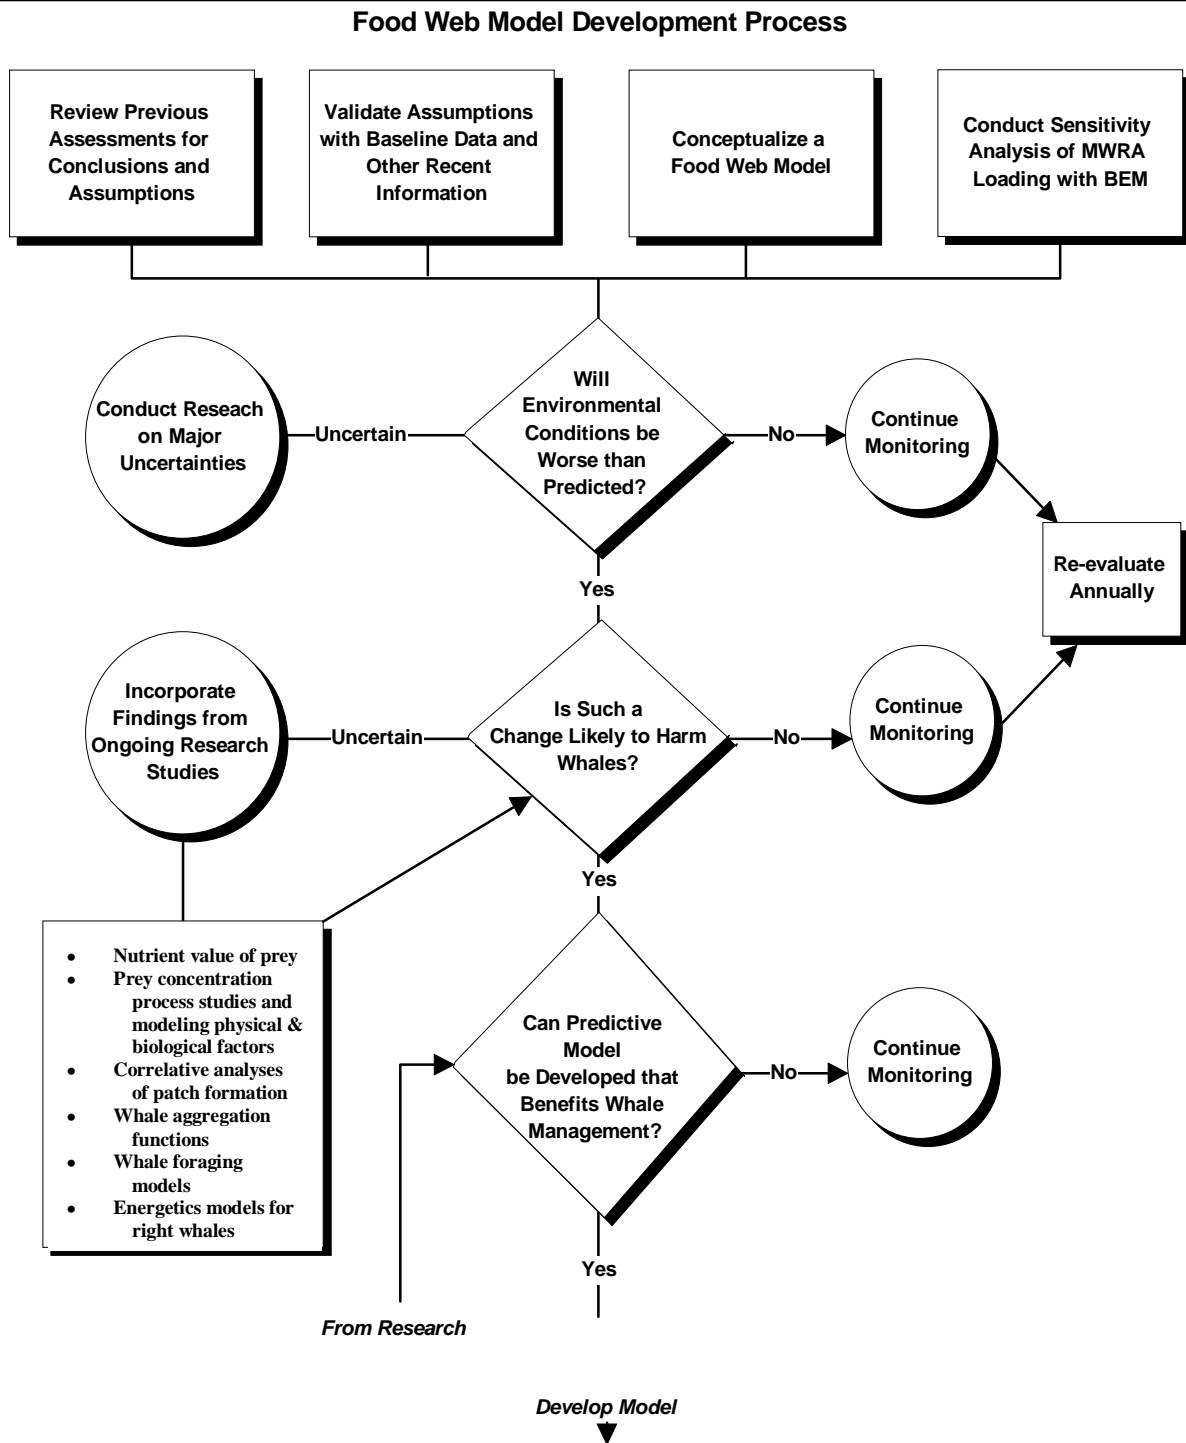 Food Web Model Development Process
Review Previous
Assessments for
Conclusions and
Assumptions
Validate Assumptions
with Baseline Data and
Other Recent
Information
Conceptualize a
Food Web Model
Conduct Sensitivity
Analysis of MWRA
Loading with BEM
Conduct Reseach
on Major
Uncertainties
Uncertain
Will
Environmental
Conditions be
Worse than
Predicted?
No
Continue
Monitoring
Re-evaluate
Annually
Yes
Incorporate
Findings from
Ongoing Research
Studies
Uncertain
Is Such a
Change Likely to Harm
Whales?
No
Continue
Monitoring
Yes
• Nutrient value of prey
• Prey concentration
process studies and
modeling physical &
biological factors
• Correlative analyses
of patch formation
• Whale aggregation
functions
• Whale foraging
models
• Energetics models for
right whales
Can Predictive
Model
be Developed that
Benefits Whale
Management?
No
Continue
Monitoring
Yes
From Research
Develop Model